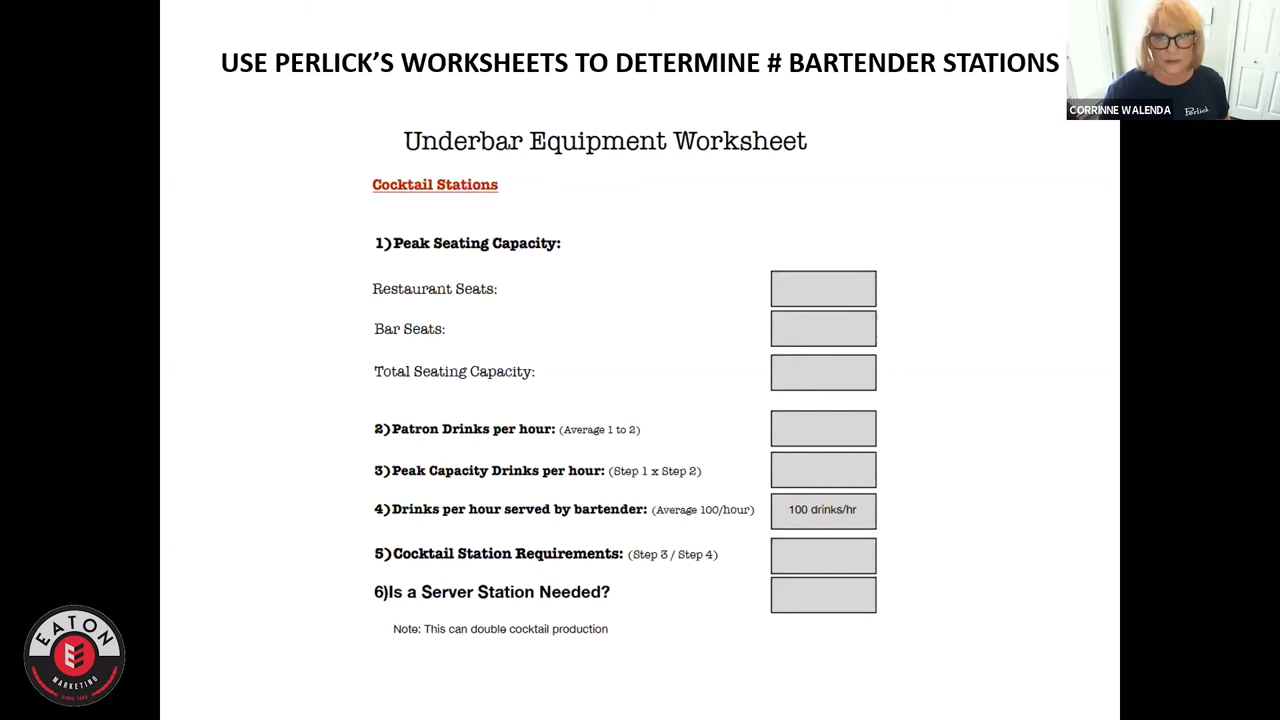 USE PERLICK'S WORKSHEETS TO DETERMINE # BARTENDER STATIONS
CORRINNE WALENDA
Perlick
Underbar Equipment Worksheet
Cocktail Stations
1)Peak Seating Capacity:
Restaurant Seats:
Bar Seats:
Total Seating Capacity:
2)Patron Drinks per hour: (Average 1 to 2)
3)Peak Capacity Drinks per hour: (Step 1 x Step 2)
4)Drinks per hour served by bartender: (Average 100/hour) 100 drinks/hr
5)Cocktail Station Requirements: (Step 3 / Step 4)
6)Is a Server Station Needed?
Note: This can double cocktail production
EATON
MARKETING